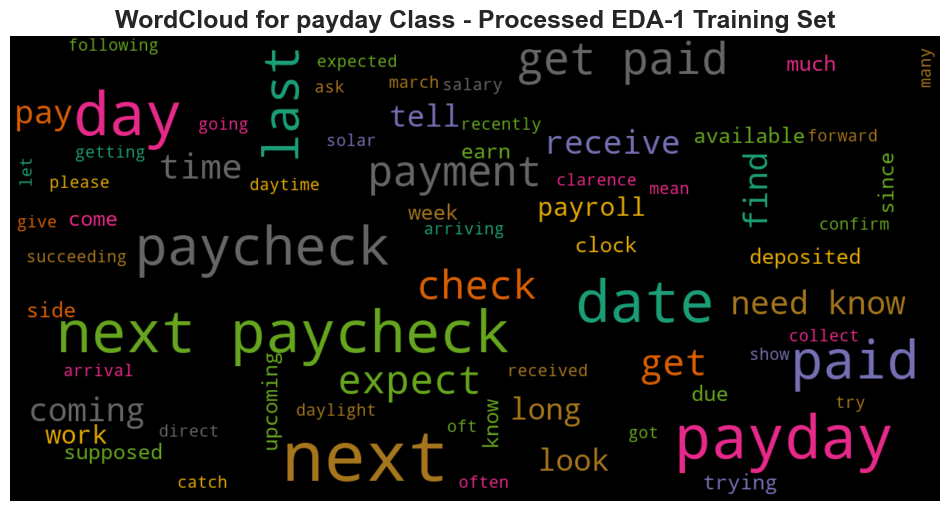 WordCloud for payday Class - Processed EDA-1 Training Set
following
expected
get paid
much
many
last
ask
march
salary
pay
day
going
tell
recently
solar
receive
available
forward
getting
time
earn
let
please
daytime
payment
clarence
mean
find
since
give
come
week
arriving
payroll
confirm
succeeding
paycheck
clock
deposited
side
check
date
need know
next paycheck
collect
show
paid
arrival
upcoming
expect
received
get
due
coming
daylight
long
try
work
direct
oft
know
got
payday
supposed
next
look
catch
often
trying